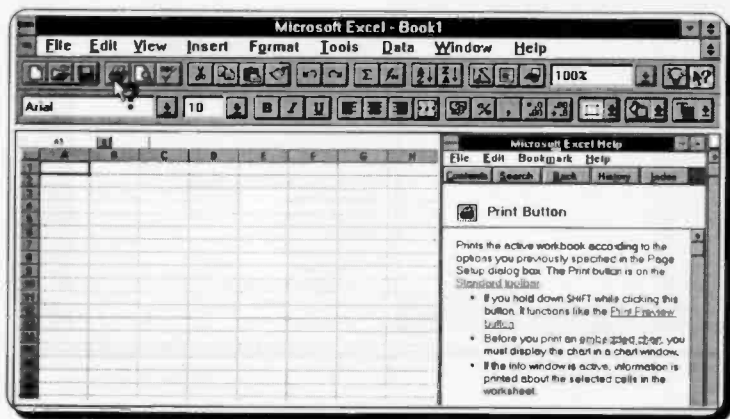 Microsoft Excel - Book1
File Edit View Insert Format Tools Data Window Help
100%
Arial 10
A1
A B C D E F G H
1
2
Microsoft Excel Help
File Edit Bookmark Help
Contents Search Back History Index
Print Button
Prints the active workbook according to the
options you previously specified in the Page
Setup dialog box. The Print button is on the
Standard toolbar
• If you hold down SHIFT while clicking this
button. It functions like the Print Preview
button
• Before you print an embedded chart, you
must display the chart in a chart window.
• If the Info window is active, information is
printed about the selected cells in the
worksheet.